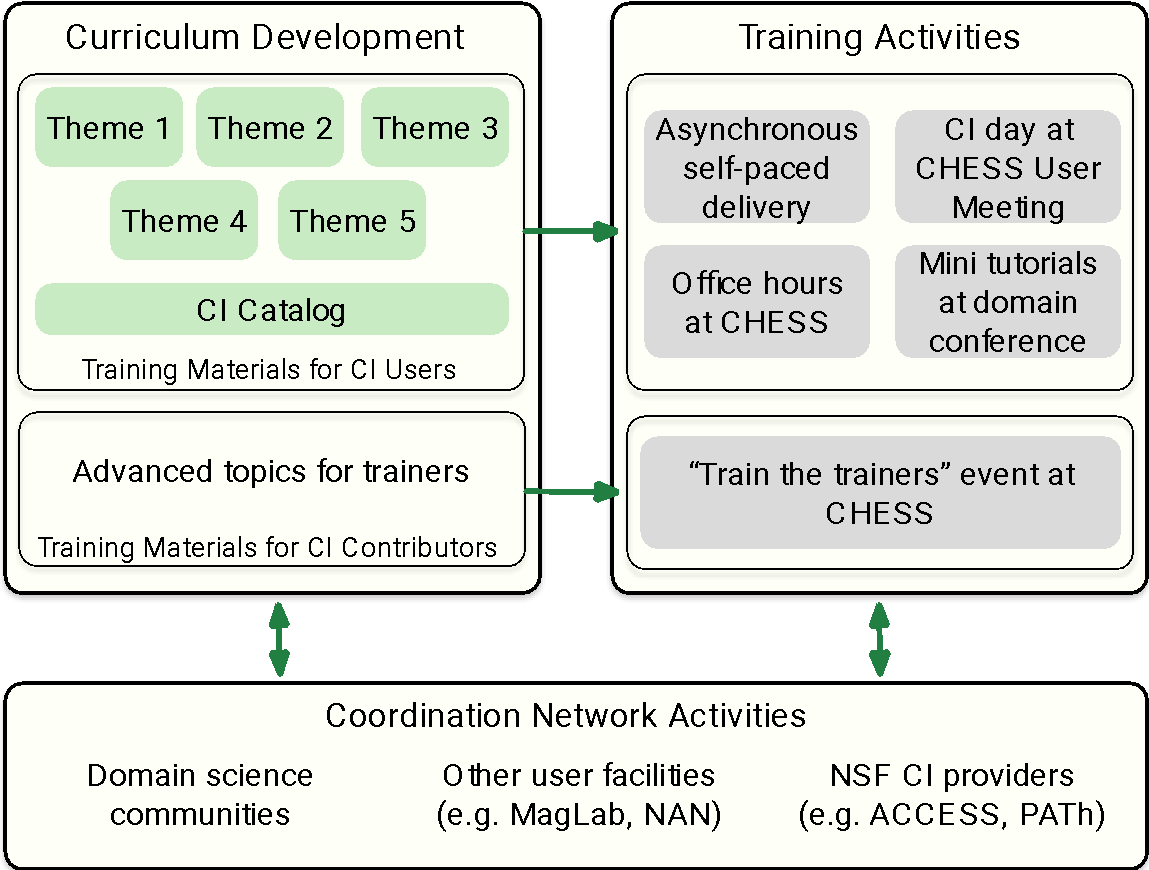 Curriculum Development
Theme 1
Theme 2
Theme 3
Theme 4
Theme 5
CI Catalog
Training Materials for CI Users
Advanced topics for trainers
Training Materials for CI Contributors
Training Activities
Asynchronous
self-paced
delivery
CI day at
CHESS User
Meeting
Office hours
at CHESS
Mini tutorials
at domain
conference
“Train the trainers” event at
CHESS
Coordination Network Activities
Domain science
communities
Other user facilities
(e.g. MagLab, NAN)
NSF CI providers
(e.g. ACCESS, PATh)